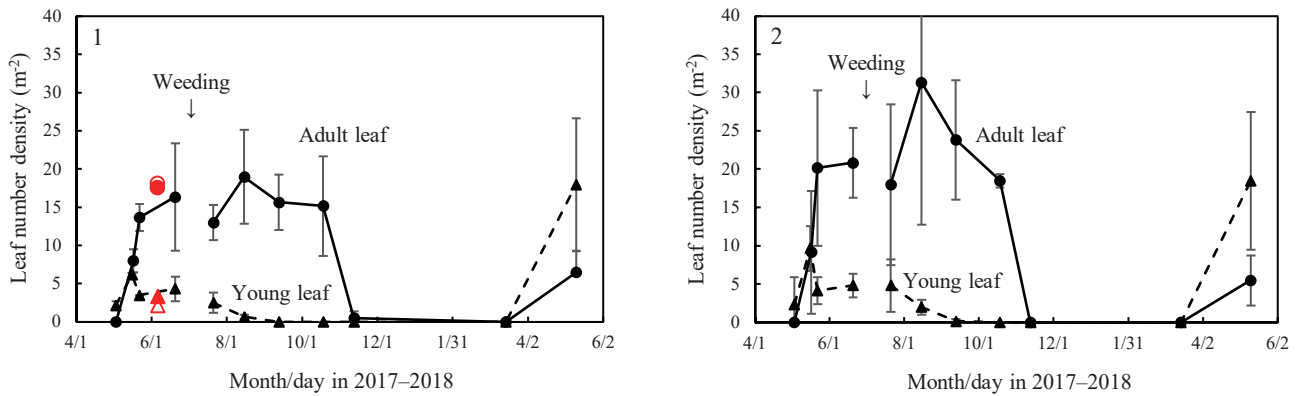 1
Leaf number density (m-2)
40
35
30
25
20
15
10
5
0
Weeding
↓
Adult leaf
Young leaf
4/1 6/1 8/1 10/1 12/1 1/31 4/2 6/2
Month/day in 2017–2018
2
Leaf number density (m-2)
40
35
30
25
20
15
10
5
0
Weeding
↓
Adult leaf
Young leaf
4/1 6/1 8/1 10/1 12/1 1/31 4/2 6/2
Month/day in 2017–2018